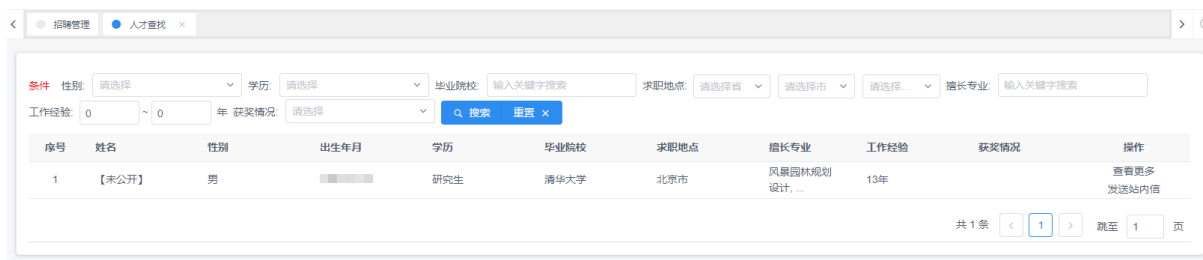 招聘管理 人才查找
条件 性别: 请选择 学历: 请选择 毕业院校: 输入关键字搜索 求职地点: 请选择省 请选择市 请选择... 擅长专业: 输入关键字搜索
工作经验: 0 ~ 0 年 获奖情况: 请选择 搜索 重置
序号 姓名 性别 出生年月 学历 毕业院校 求职地点 擅长专业 工作经验 获奖情况 操作
1 【未公开】 男 研究生 清华大学 北京市 风景园林规划设计, ... 13年 查看更多
发送站内信
共 1 条 1 跳至 1 页